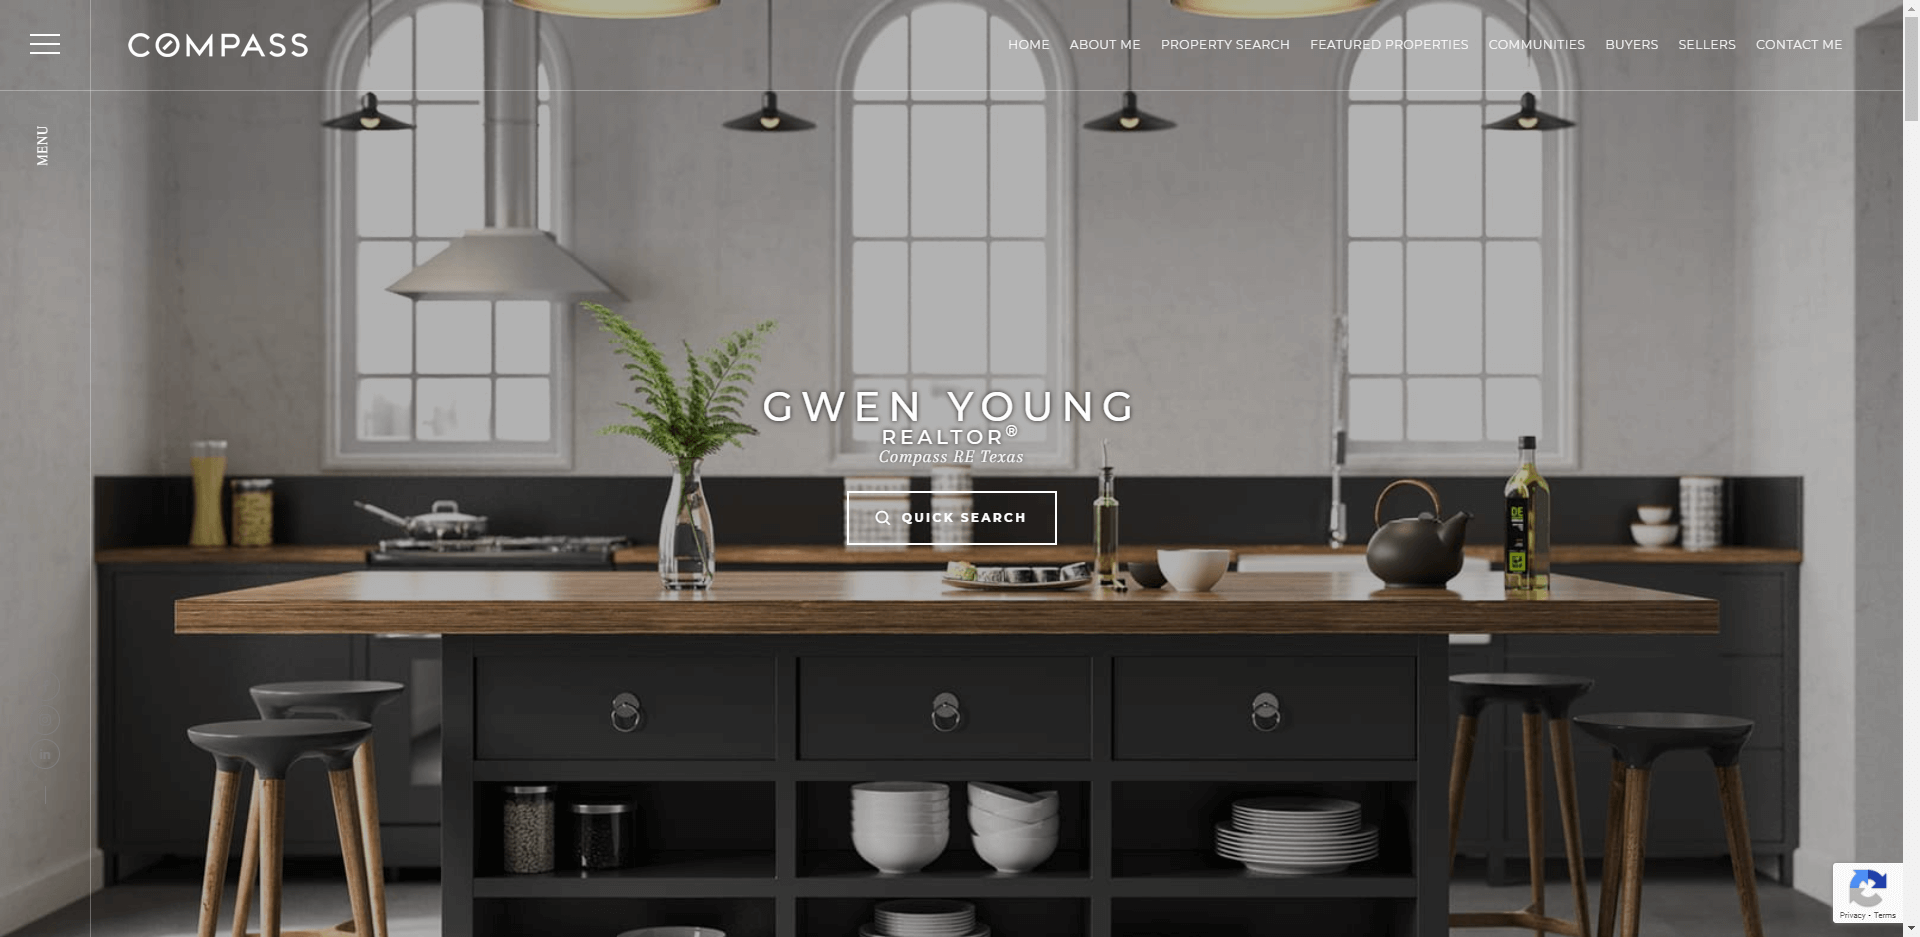 COMPASS
HOME ABOUT ME PROPERTY SEARCH FEATURED PROPERTIES COMMUNITIES BUYERS SELLERS CONTACT ME
MENU
GWEN YOUNG
REALTOR®
Compass RE Texas
QUICK SEARCH
DE
in
Privacy - Terms